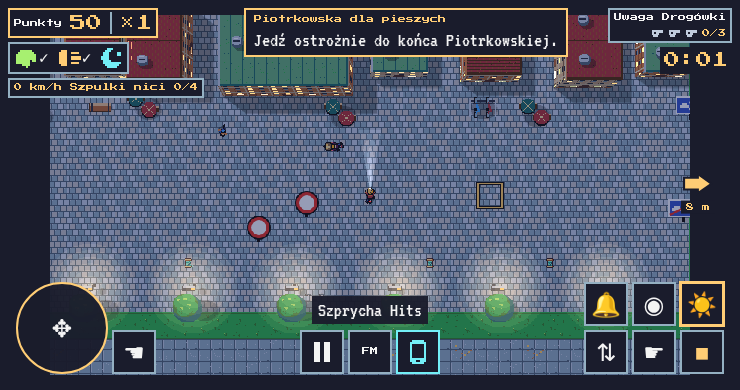 Punkty 50 ×1
Piotrkowska dla pieszych
Jedź ostrożnie do końca Piotrkowskiej.
Uwaga Drogówki
0/3
0:01
0 km/h Szpulki nici 0/4
8 m
Szprycha Hits
FM